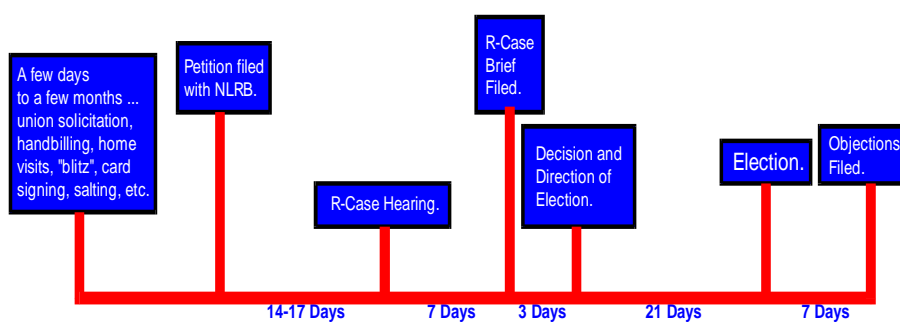 A few days
to a few months ...
union solicitation,
handbilling, home
visits, "blitz", card
signing, salting, etc.
Petition filed
with NLRB.
R-Case Hearing.
R-Case
Brief
Filed.
Decision and
Direction of
Election.
Election.
Objections
Filed.
14-17 Days
7 Days
3 Days
21 Days
7 Days